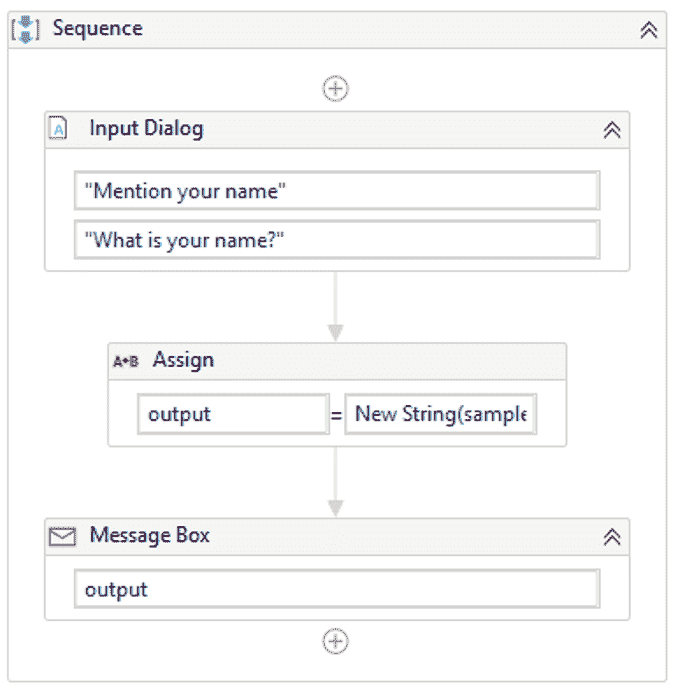 Sequence
Input Dialog
"Mention your name"
"What is your name?"
A+B Assign
output = New String(sample
Message Box
output